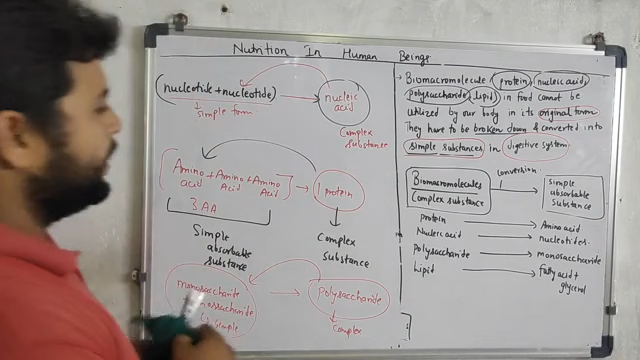 Nutrition In Human Beings
(nucleotide + nucleotide)
simple form
nucleic
acid
Complex
substance
Amino + Amino + Amino
acid Acid Acid
3 AA
1 protein
Simple
absorbable
substance
Complex
Substance
monosaccharide
simple
Polysaccharide
Complex
Biomacromolecule (protein, nucleic acid,
polysaccharide, lipid) in food cannot be
utilized by our body in its original form
They have to be broken down & converted into
simple substances in digestive system.
Biomacromolecules
Complex substance
conversion
Simple
absorbable
Substance
protein Amino acid
Nucleic acid nucleotides.
Polysaccharide monosaccharide
Lipid fatty acid +
glycerol